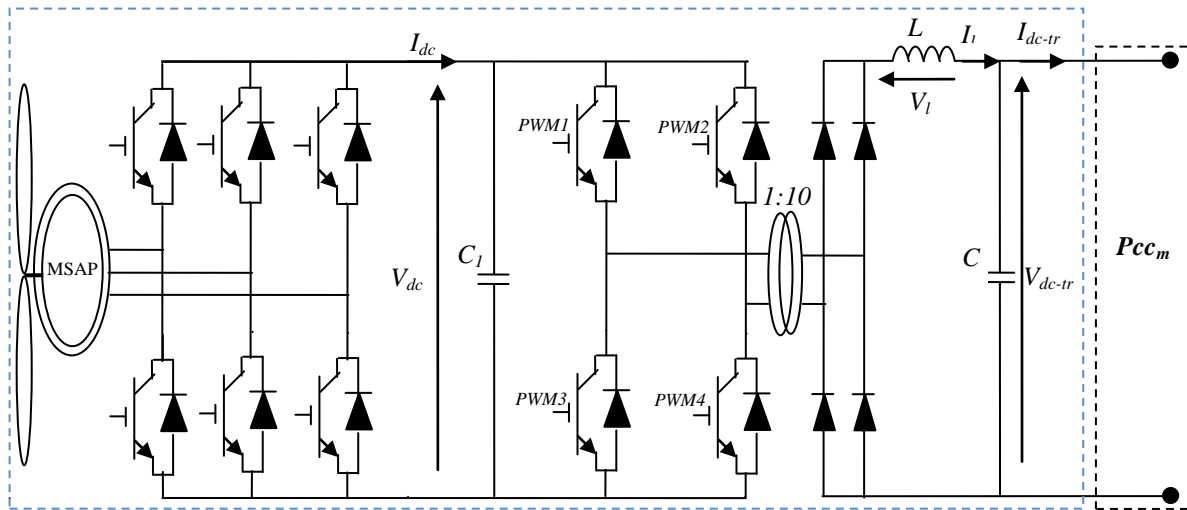 I_dc
L
I_l
I_dc-tr
V_l
PWM1
PWM2
1:10
MSAP
V_dc
C_1
C
V_dc-tr
Pcc_m
PWM3
PWM4